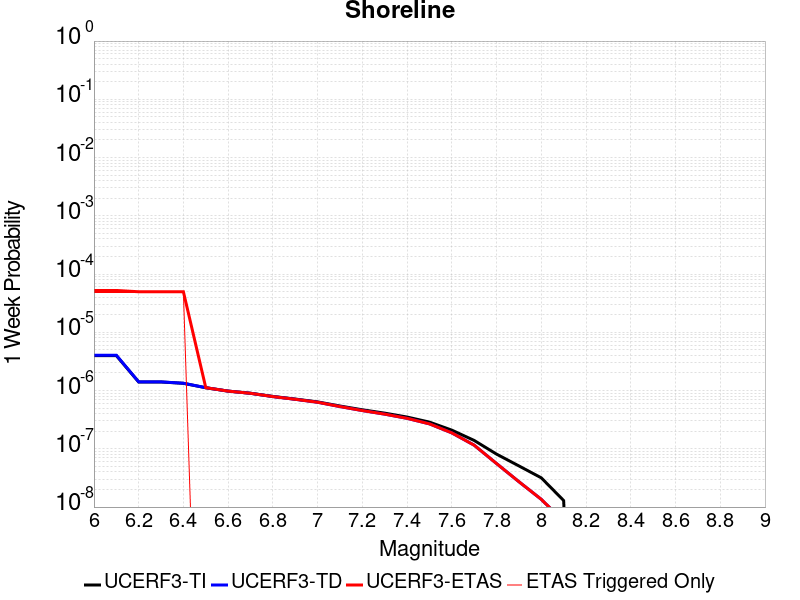 Shoreline
1 Week Probability
10^0
10^-1
10^-2
10^-3
10^-4
10^-5
10^-6
10^-7
10^-8
6 6.2 6.4 6.6 6.8 7 7.2 7.4 7.6 7.8 8 8.2 8.4 8.6 8.8 9
Magnitude
UCERF3-TI UCERF3-TD UCERF3-ETAS ETAS Triggered Only